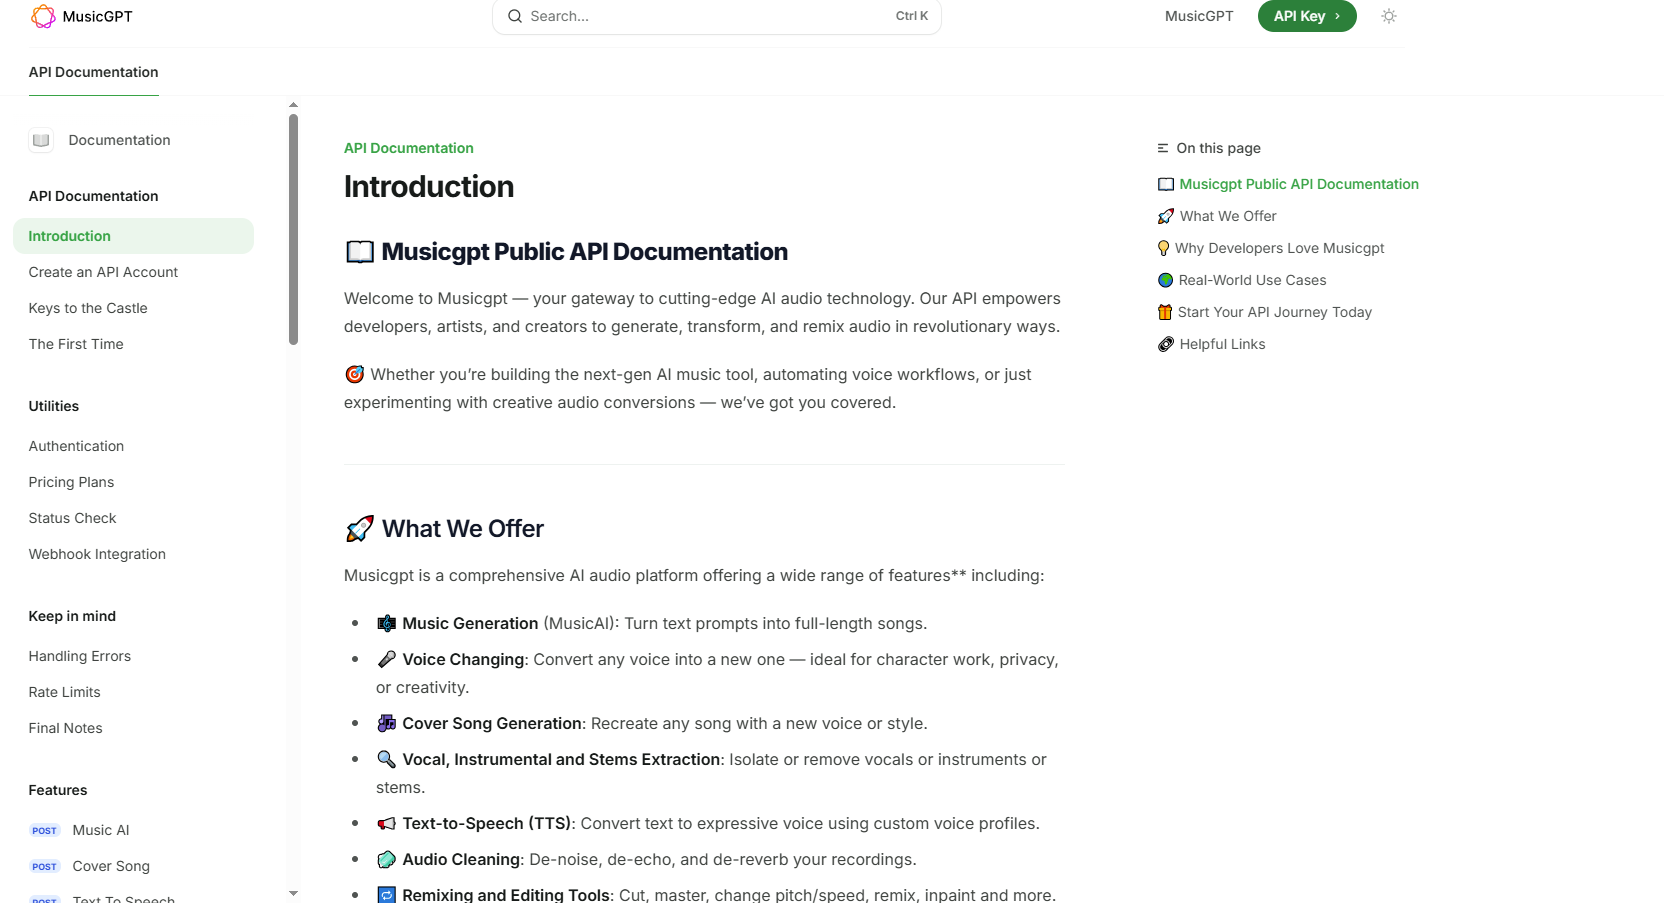 MusicGPT
Search...
Ctrl K
MusicGPT
API Key ›
API Documentation
Documentation
API Documentation
Introduction
Create an API Account
Keys to the Castle
The First Time
Utilities
Authentication
Pricing Plans
Status Check
Webhook Integration
Keep in mind
Handling Errors
Rate Limits
Final Notes
Features
POST Music AI
POST Cover Song
POST Text To Speech
API Documentation
Introduction
📖 Musicgpt Public API Documentation
Welcome to Musicgpt — your gateway to cutting-edge AI audio technology. Our API empowers
developers, artists, and creators to generate, transform, and remix audio in revolutionary ways.
🎯 Whether you’re building the next-gen AI music tool, automating voice workflows, or just
experimenting with creative audio conversions — we’ve got you covered.
🚀 What We Offer
Musicgpt is a comprehensive AI audio platform offering a wide range of features** including:
• 🎼 Music Generation (MusicAI): Turn text prompts into full-length songs.
• 🎤 Voice Changing: Convert any voice into a new one — ideal for character work, privacy,
or creativity.
• 🎶 Cover Song Generation: Recreate any song with a new voice or style.
• 🔍 Vocal, Instrumental and Stems Extraction: Isolate or remove vocals or instruments or
stems.
• 📢 Text-to-Speech (TTS): Convert text to expressive voice using custom voice profiles.
• 🧼 Audio Cleaning: De-noise, de-echo, and de-reverb your recordings.
• 🔁 Remixing and Editing Tools: Cut, master, change pitch/speed, remix, inpaint and more.
On this page
📖 Musicgpt Public API Documentation
🚀 What We Offer
💡 Why Developers Love Musicgpt
🌍 Real-World Use Cases
🎁 Start Your API Journey Today
🔗 Helpful Links